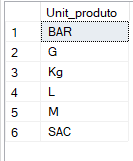 Unit_produto
1 BAR
2 G
3 Kg
4 L
5 M
6 SAC